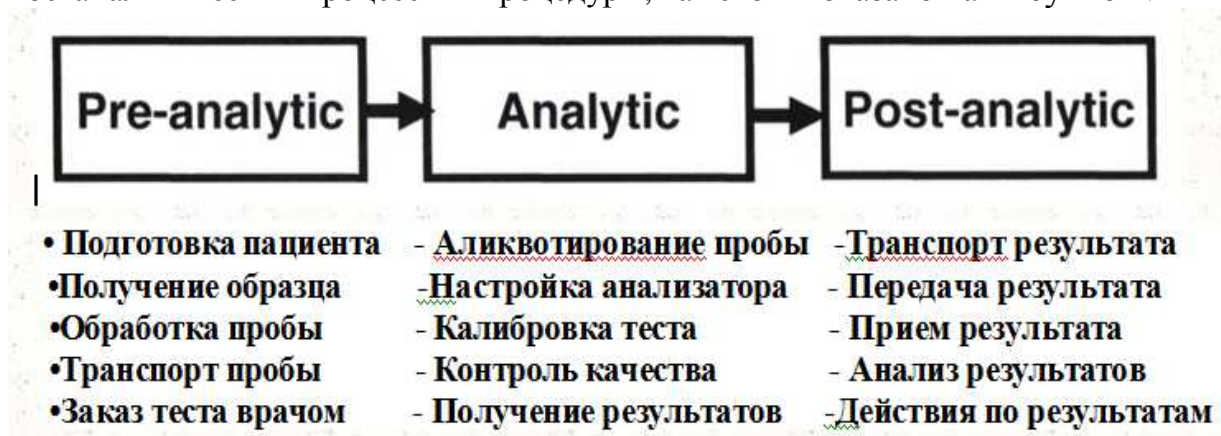 Pre-analytic
Analytic
Post-analytic
• Подготовка пациента
•Получение образца
•Обработка пробы
•Транспорт пробы
•Заказ теста врачом
- Аликвотирование пробы
-Настройка анализатора
- Калибровка теста
- Контроль качества
- Получение результатов
-Транспорт результата
- Передача результата
- Прием результата
- Анализ результатов
-Действия по результатам